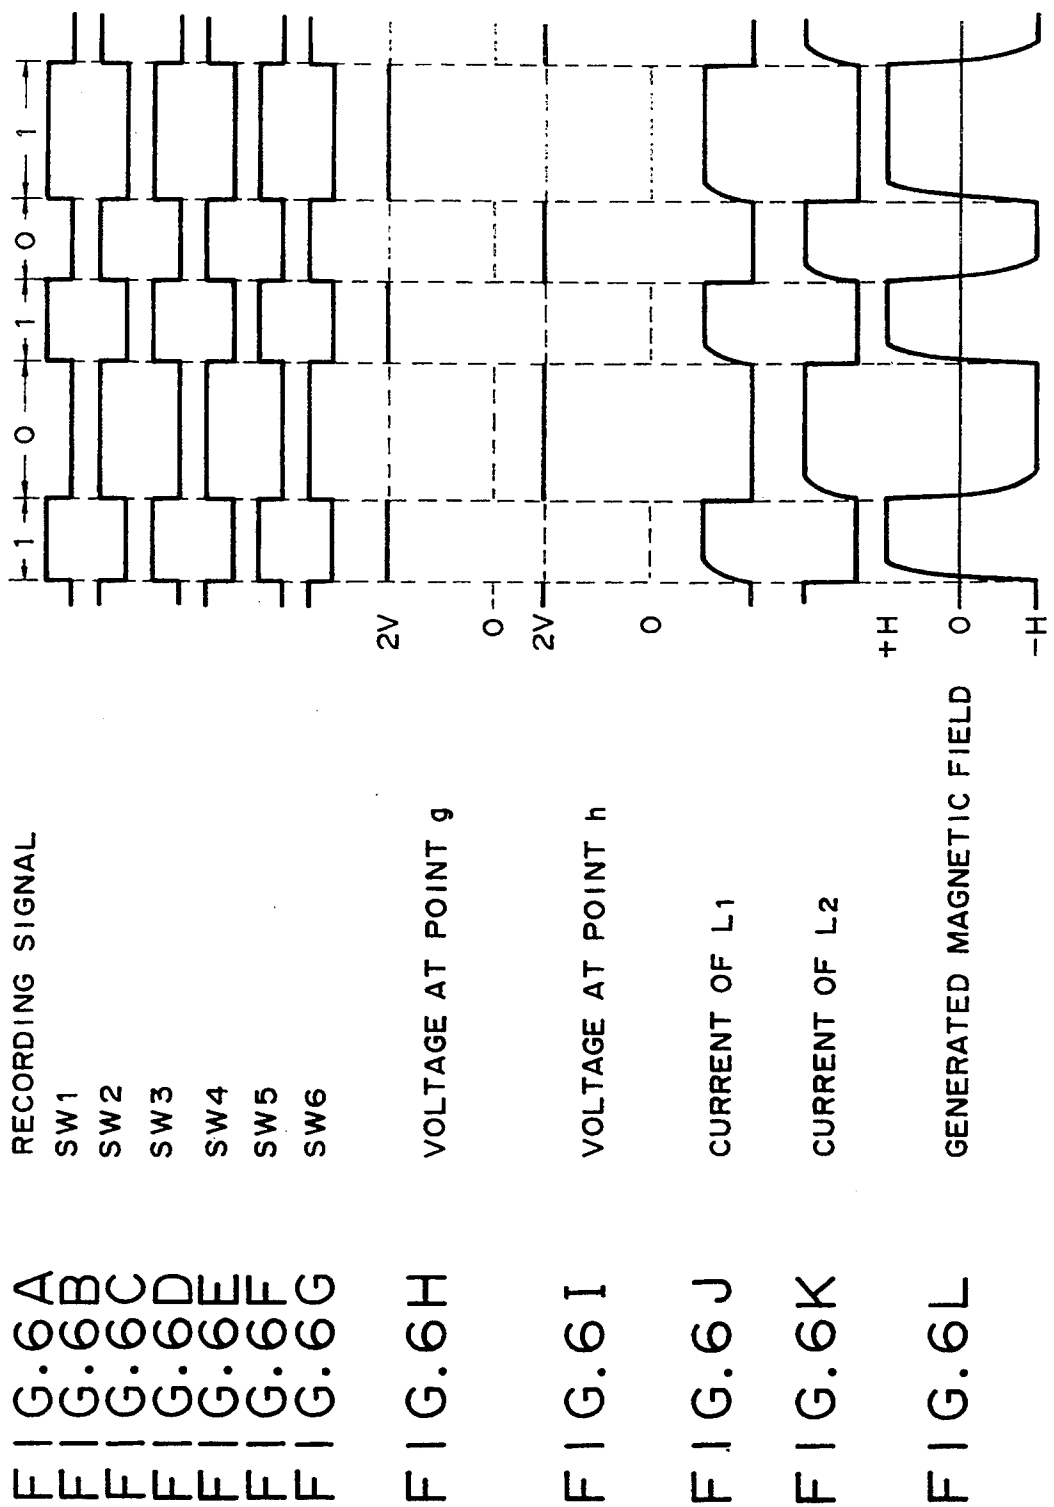 FIG.6A RECORDING SIGNAL 1 0 1 0 1
FIG.6B SW1
FIG.6C SW2
FIG.6D SW3
FIG.6E SW4
FIG.6F SW5
FIG.6G SW6
FIG.6H VOLTAGE AT POINT g 2V 0
FIG.6I VOLTAGE AT POINT h 2V 0
FIG.6J CURRENT OF L1
FIG.6K CURRENT OF L2
FIG.6L GENERATED MAGNETIC FIELD +H 0 -H